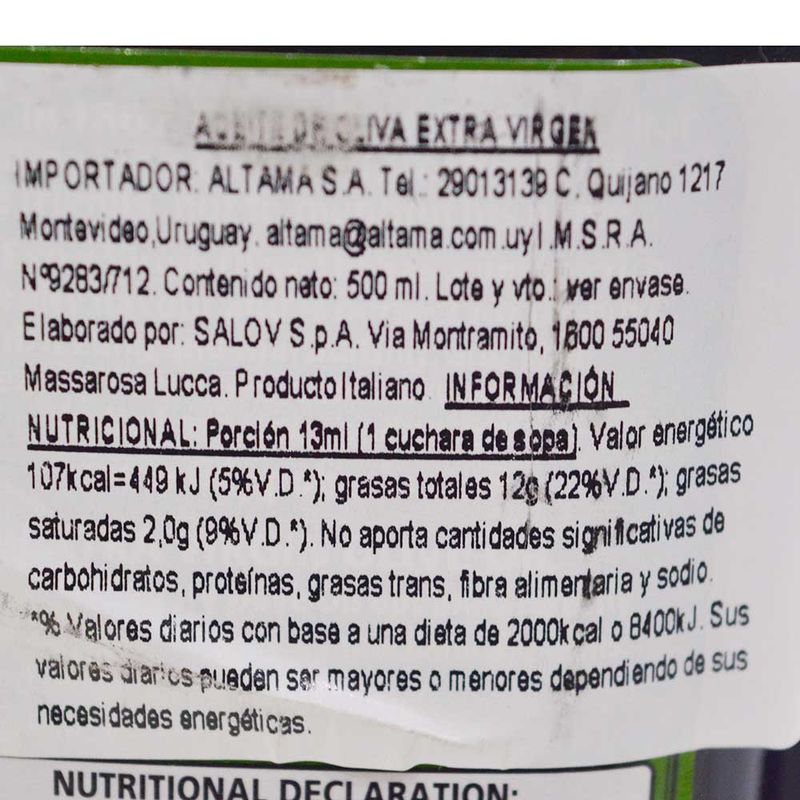 ACEITE DE OLIVA EXTRA VIRGEN
IMPORTADOR: ALTAMA S.A. Tel.: 29013139 C. Quijano 1217
Montevideo,Uruguay. altama@altama.com.uy I.M.S.R.A.
Nº9283/712. Contenido neto: 500 ml. Lote y vto.: ver envase.
Elaborado por: SALOV S.p.A. Via Montramito, 1600 55040
Massarosa Lucca. Producto Italiano. INFORMACIÓN
NUTRICIONAL: Porción 13ml (1 cuchara de sopa). Valor energético
107kcal=449 kJ (5%V.D.*); grasas totales 12g (22%V.D.*); grasas
saturadas 2,0g (9%V.D.*). No aporta cantidades significativas de
carbohidratos, proteínas, grasas trans, fibra alimentaria y sodio.
*% Valores diarios con base a una dieta de 2000kcal o 8400kJ. Sus
valores diarios pueden ser mayores o menores dependiendo de sus
necesidades energéticas.
NUTRITIONAL DECLARATION: